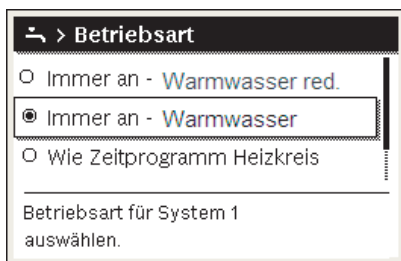 > Betriebsart
Immer an - Warmwasser red.
Immer an - Warmwasser
Wie Zeitprogramm Heizkreis
Betriebsart für System 1
auswählen.